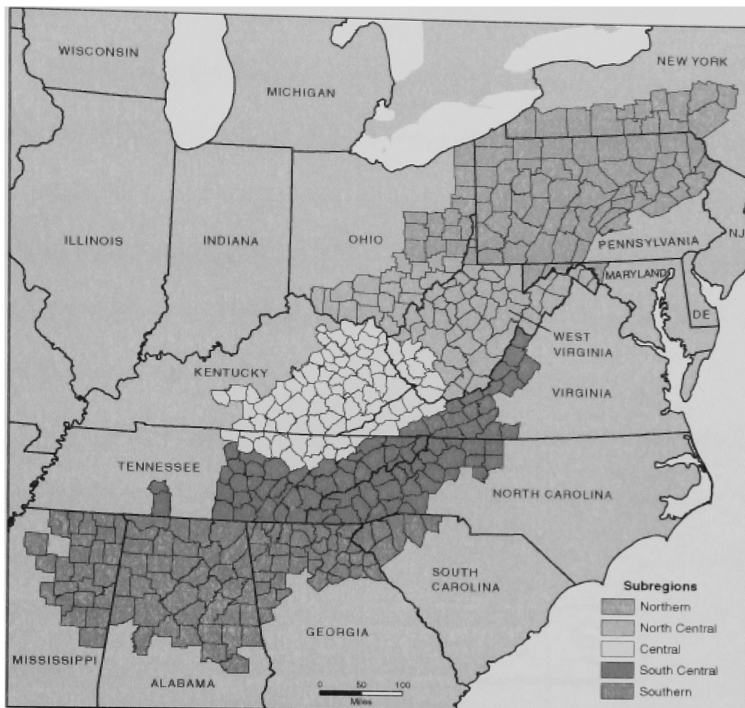 WISCONSIN
MICHIGAN
NEW YORK
ILLINOIS
INDIANA
OHIO
PENNSYLVANIA
NJ
MARYLAND
DE
WEST
VIRGINIA
KENTUCKY
VIRGINIA
TENNESSEE
NORTH CAROLINA
SOUTH
CAROLINA
GEORGIA
MISSISSIPPI
ALABAMA
Subregions
Northern
North Central
Central
South Central
Southern
0 50 100
Miles